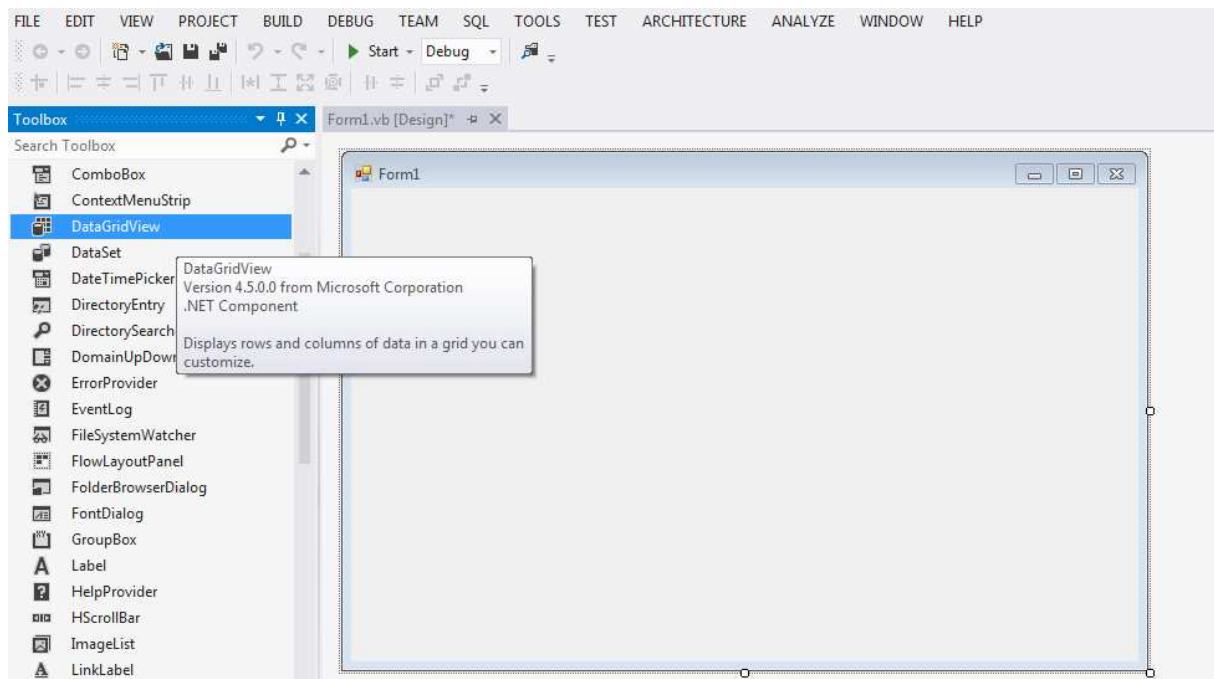 FILE EDIT VIEW PROJECT BUILD DEBUG TEAM SQL TOOLS TEST ARCHITECTURE ANALYZE WINDOW HELP
Start Debug
Toolbox
Form1.vb [Design]*
Search Toolbox
Form1
ComboBox
ContextMenuStrip
DataGridView
DataSet
DateTimePicker
DirectoryEntry
DirectorySearch
DomainUpDow
ErrorProvider
EventLog
FileSystemWatcher
FlowLayoutPanel
FolderBrowserDialog
FontDialog
GroupBox
Label
HelpProvider
HScrollBar
ImageList
LinkLabel
DataGridView
Version 4.5.0.0 from Microsoft Corporation
.NET Component
Displays rows and columns of data in a grid you can
customize.